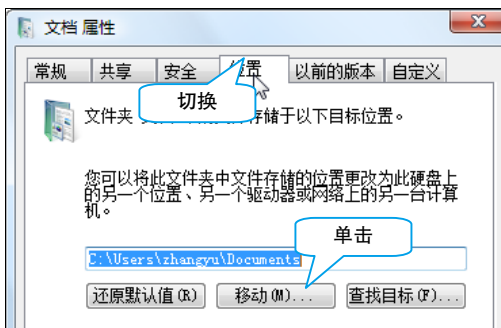 文档 属性
常规 共享 安全 位置 以前的版本 自定义
切换
文件夹 存储于以下目标位置。
您可以将此文件夹中文件存储的位置更改为此硬盘上
的另一个位置、另一个驱动器或网络上的另一台计算
机。
单击
C:\Users\zhangyu\Documents
还原默认值(R) 移动(M)... 查找目标(F)...